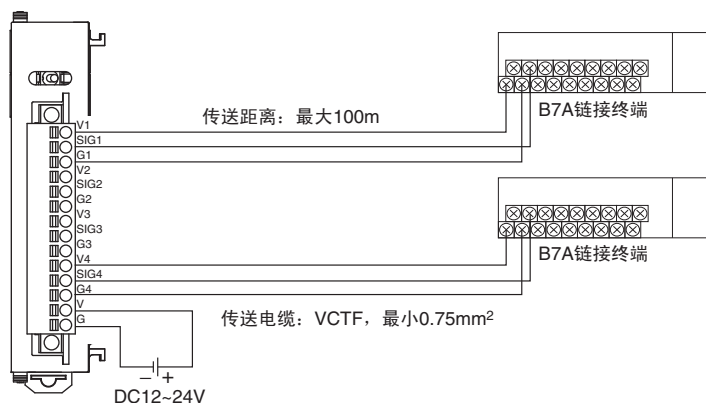 V1
SIG1
G1
V2
SIG2
G2
V3
SIG3
G3
V4
SIG4
G4
V
G
传送距离：最大100m
B7A链接终端
B7A链接终端
传送电缆：VCTF，最小0.75mm²
− +
DC12~24V